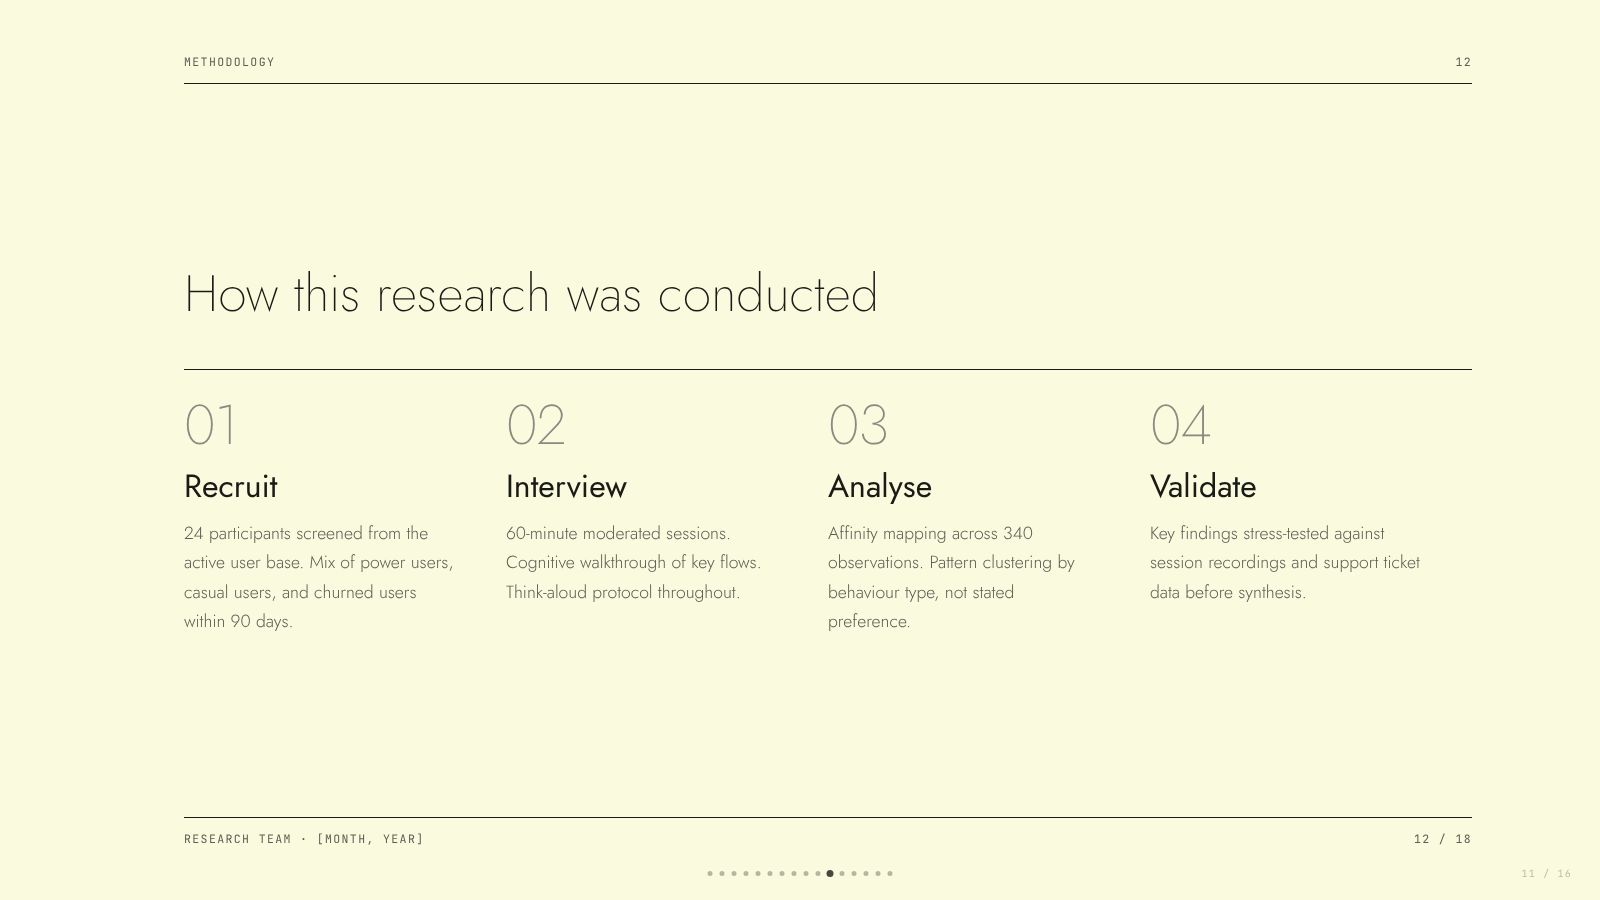 METHODOLOGY
12
How this research was conducted
01
Recruit
24 participants screened from the
active user base. Mix of power users,
casual users, and churned users
within 90 days.
02
Interview
60-minute moderated sessions.
Cognitive walkthrough of key flows.
Think-aloud protocol throughout.
03
Analyse
Affinity mapping across 340
observations. Pattern clustering by
behaviour type, not stated
preference.
04
Validate
Key findings stress-tested against
session recordings and support ticket
data before synthesis.
RESEARCH TEAM · [MONTH, YEAR]
12 / 18
11 / 16